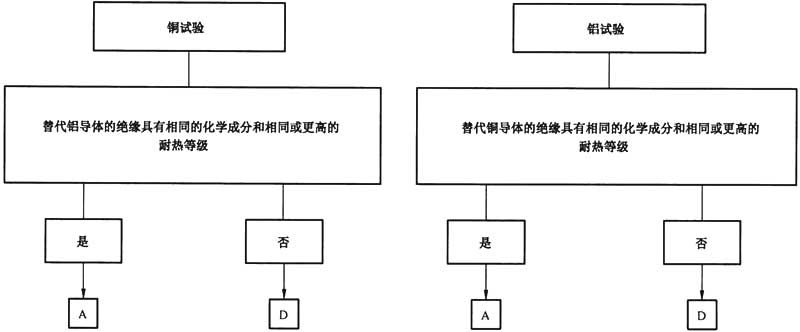 铜试验
替代铝导体的绝缘具有相同的化学成分和相同或更高的
耐热等级
是
否
A
D
铝试验
替代铜导体的绝缘具有相同的化学成分和相同或更高的
耐热等级
是
否
A
D